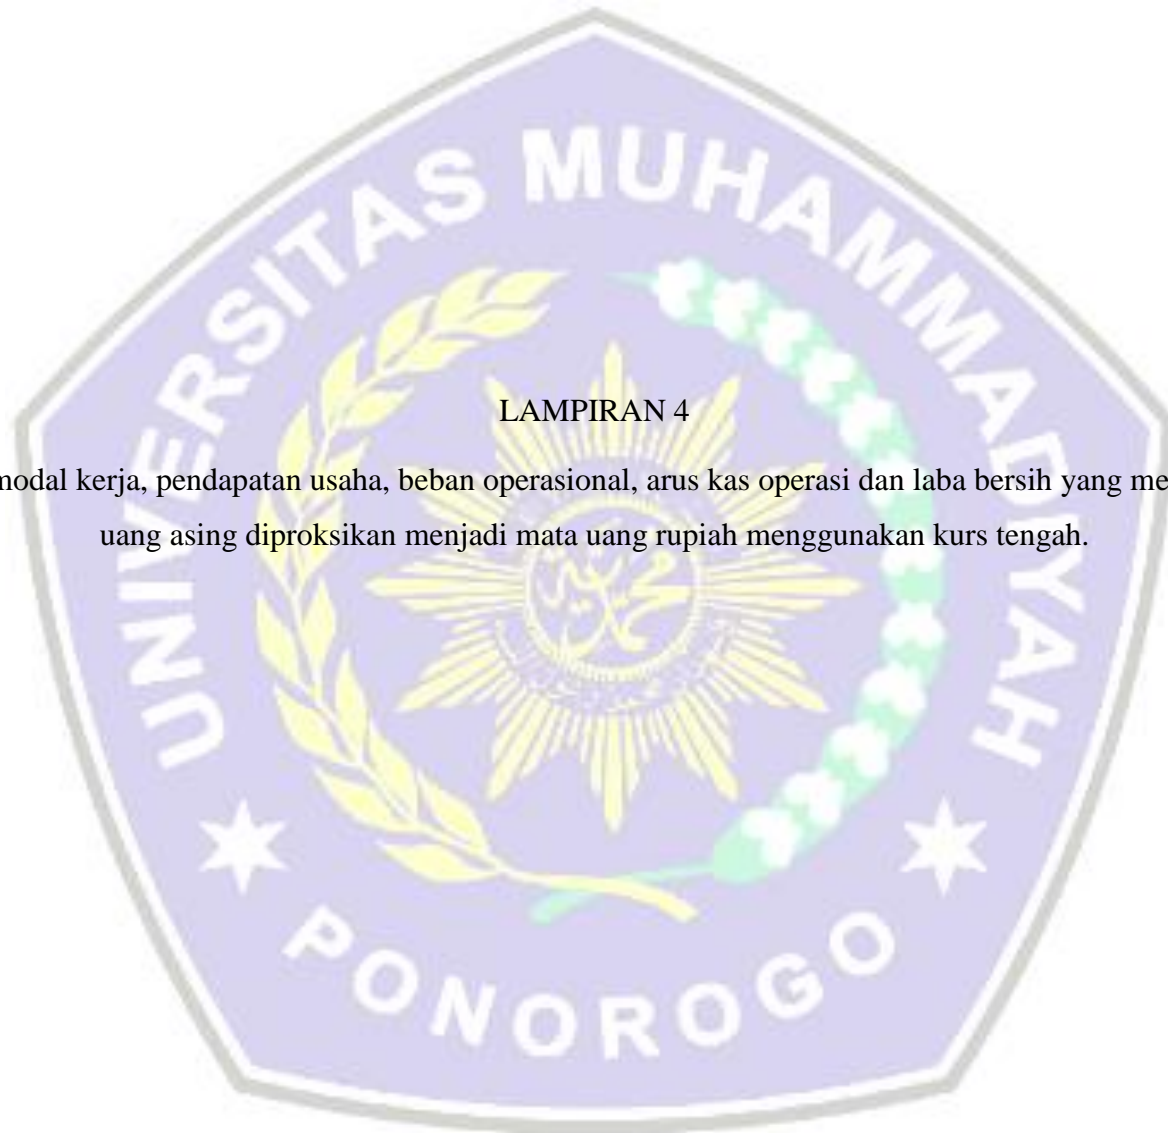 UNIVERSITAS MUHAMMADIYAH
LAMPIRAN 4
modal kerja, pendapatan usaha, beban operasional, arus kas operasi dan laba bersih yang
uang asing diproksikan menjadi mata uang rupiah menggunakan kurs tengah.
PONOROGO